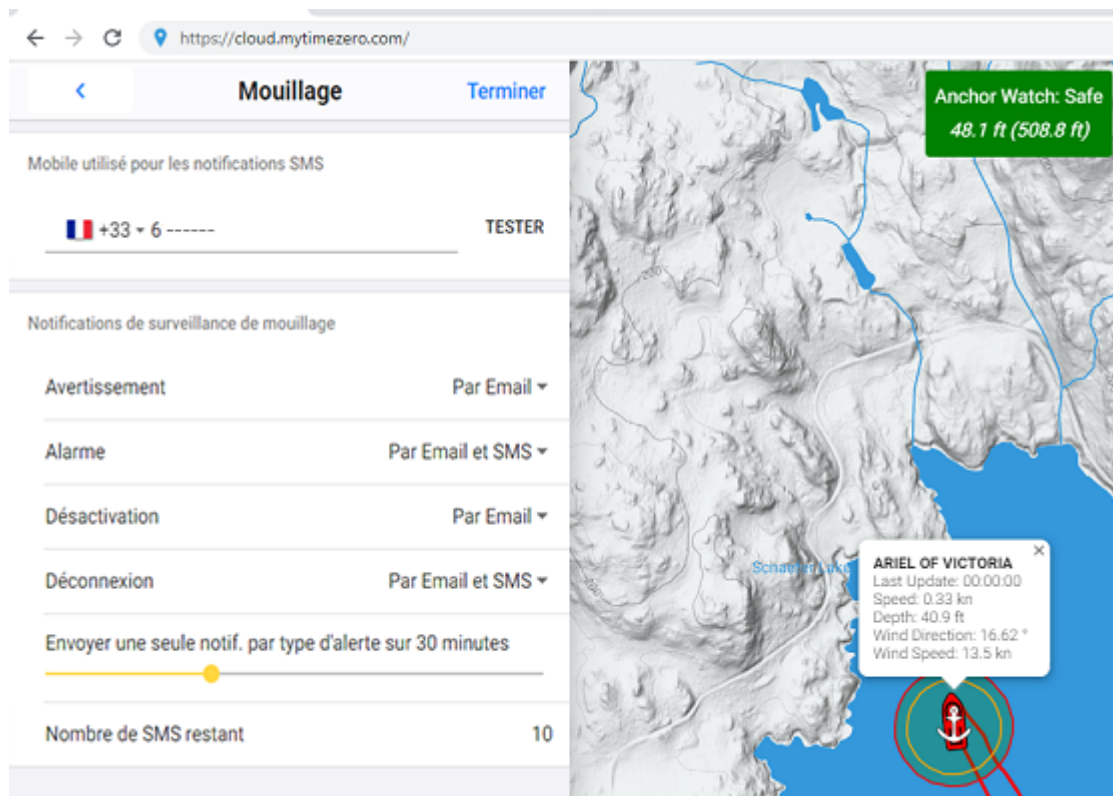 https://cloud.mytimezero.com/
Mouillage
Terminer
Mobile utilisé pour les notifications SMS
+33 6 ------
TESTER
Notifications de surveillance de mouillage
Avertissement
Par Email
Alarme
Par Email et SMS
Désactivation
Par Email
Déconnexion
Par Email et SMS
Envoyer une seule notif. par type d'alerte sur 30 minutes
Nombre de SMS restant
10
Anchor Watch: Safe
48.1 ft (508.8 ft)
200
Schaefer Lake
ARIEL OF VICTORIA
Last Update: 00:00:00
Speed: 0.33 kn
Depth: 40.9 ft
Wind Direction: 16.62 °
Wind Speed: 13.5 kn